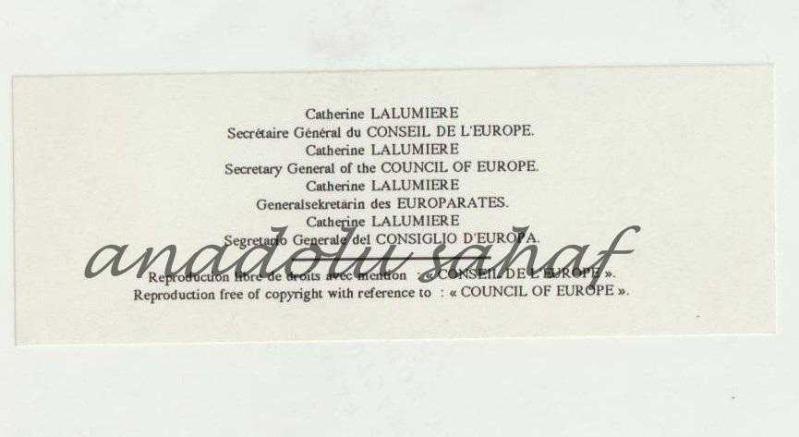 Catherine LALUMIERE
Secrétaire Général du CONSEIL DE L'EUROPE.
Catherine LALUMIERE
Secretary General of the COUNCIL OF EUROPE.
Catherine LALUMIERE
Generalsekretärin des EUROPARATES.
Catherine LALUMIERE
Segretario Generale del CONSIGLIO D'EUROPA.
anadolu sahaf
Reproduction libre de droits avec mention : « CONSEIL DE L'EUROPE ».
Reproduction free of copyright with reference to : « COUNCIL OF EUROPE ».